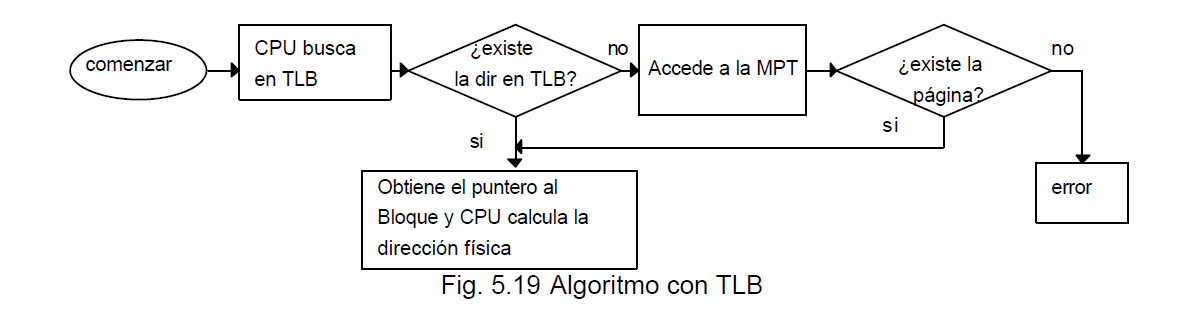 comenzar
CPU busca
en TLB
¿existe
la dir en TLB?
no
Accede a la MPT
¿existe la
página?
no
si
si
Obtiene el puntero al
Bloque y CPU calcula la
dirección física
error
Fig. 5.19 Algoritmo con TLB